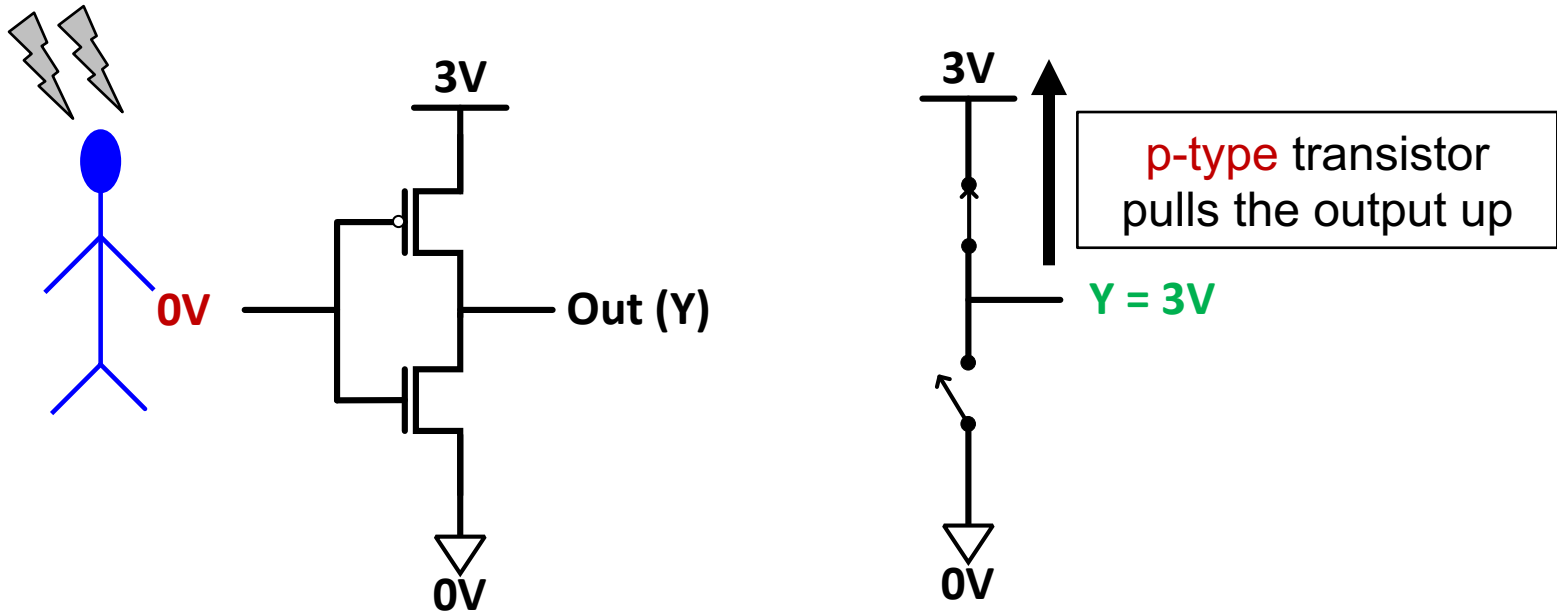 3V
0V
Out (Y)
0V
3V
p-type transistor
pulls the output up
Y = 3V
0V